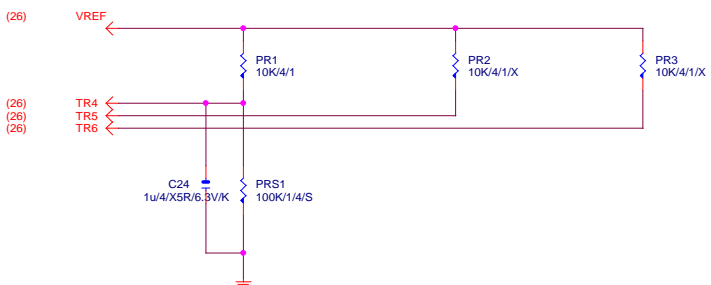 (26) VREF
PR1
10K/4/1
PR2
10K/4/1/X
PR3
10K/4/1/X
(26) TR4
(26) TR5
(26) TR6
C24
1u/4/X5R/6.3V/K
PRS1
100K/1/4/S